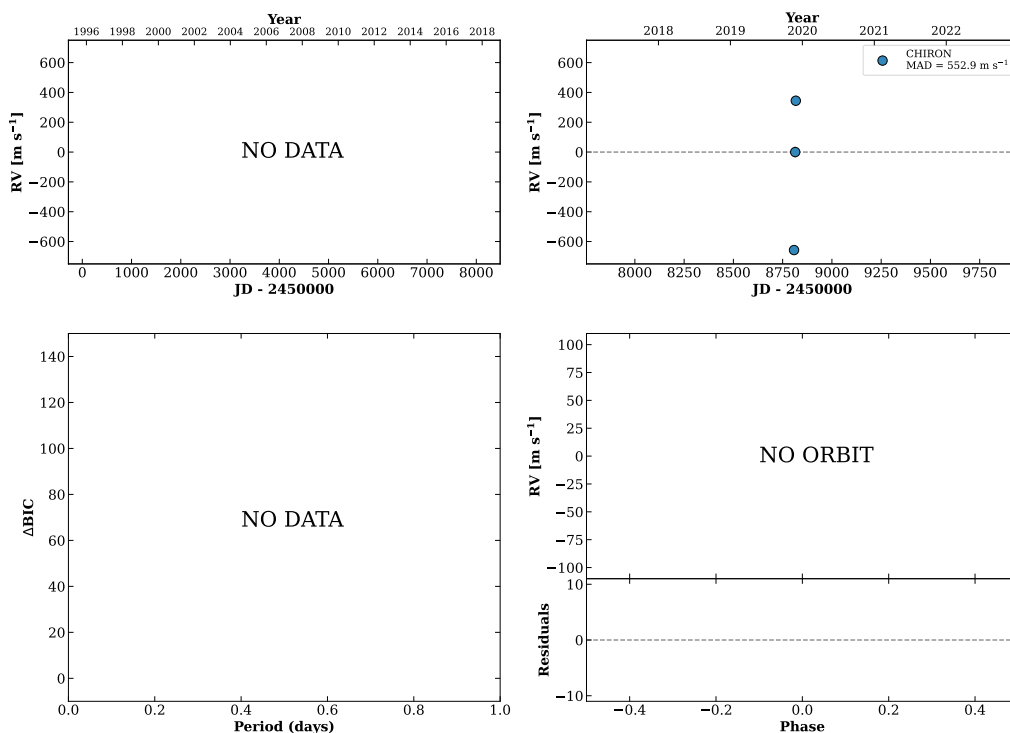 Year
1996 1998 2000 2002 2004 2006 2008 2010 2012 2014 2016 2018
600
400
200
0
−200
−400
−600
RV [m s⁻¹]
NO DATA
0 1000 2000 3000 4000 5000 6000 7000 8000
JD - 2450000
Year
2018 2019 2020 2021 2022
CHIRON
MAD = 552.9 m s⁻¹
600
400
200
0
−200
−400
−600
RV [m s⁻¹]
8000 8250 8500 8750 9000 9250 9500 9750
JD - 2450000
140
120
100
80
60
40
20
0
ΔBIC
NO DATA
0.0 0.2 0.4 0.6 0.8 1.0
Period (days)
100
75
50
25
0
−25
−50
−75
−100
RV [m s⁻¹]
NO ORBIT
10
0
−10
Residuals
−0.4 −0.2 0.0 0.2 0.4
Phase